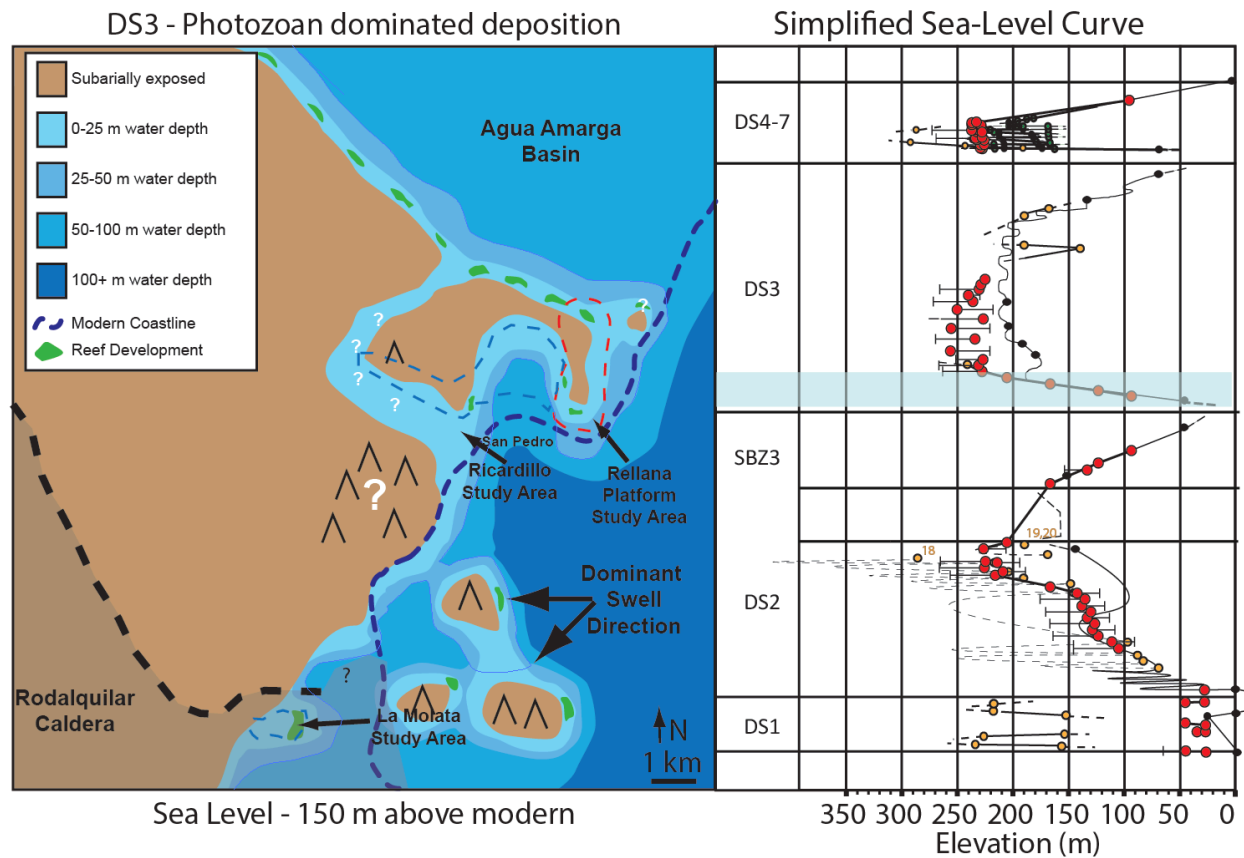 DS3 - Photozoan dominated deposition
Simplified Sea-Level Curve
Subarially exposed
0-25 m water depth
25-50 m water depth
50-100 m water depth
100+ m water depth
Modern Coastline
Reef Development
Agua Amarga
Basin
?
?
?
?
?
San Pedro
Ricardillo
Study Area
Rellana
Platform
Study Area
?
Dominant
Swell
Direction
?
Rodalquilar
Caldera
La Molata
Study Area
N
1 km
Sea Level - 150 m above modern
DS4-7
DS3
SBZ3
19,20
18
DS2
DS1
350 300 250 200 150 100 50 0
Elevation (m)